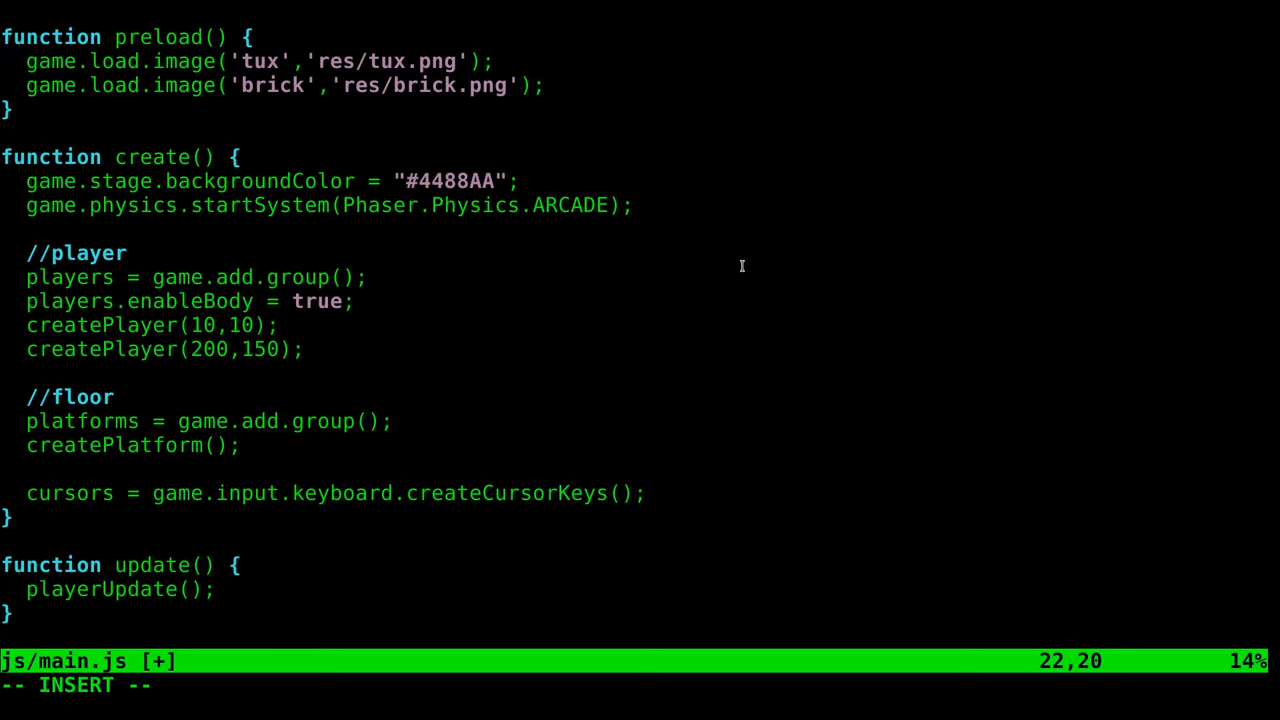 function preload() {
  game.load.image('tux','res/tux.png');
  game.load.image('brick','res/brick.png');
}

function create() {
  game.stage.backgroundColor = "#4488AA";
  game.physics.startSystem(Phaser.Physics.ARCADE);

  //player
  players = game.add.group();
  players.enableBody = true;
  createPlayer(10,10);
  createPlayer(200,150);

  //floor
  platforms = game.add.group();
  createPlatform();

  cursors = game.input.keyboard.createCursorKeys();
}

function update() {
  playerUpdate();
}
js/main.js [+] 22,20 14%
-- INSERT --